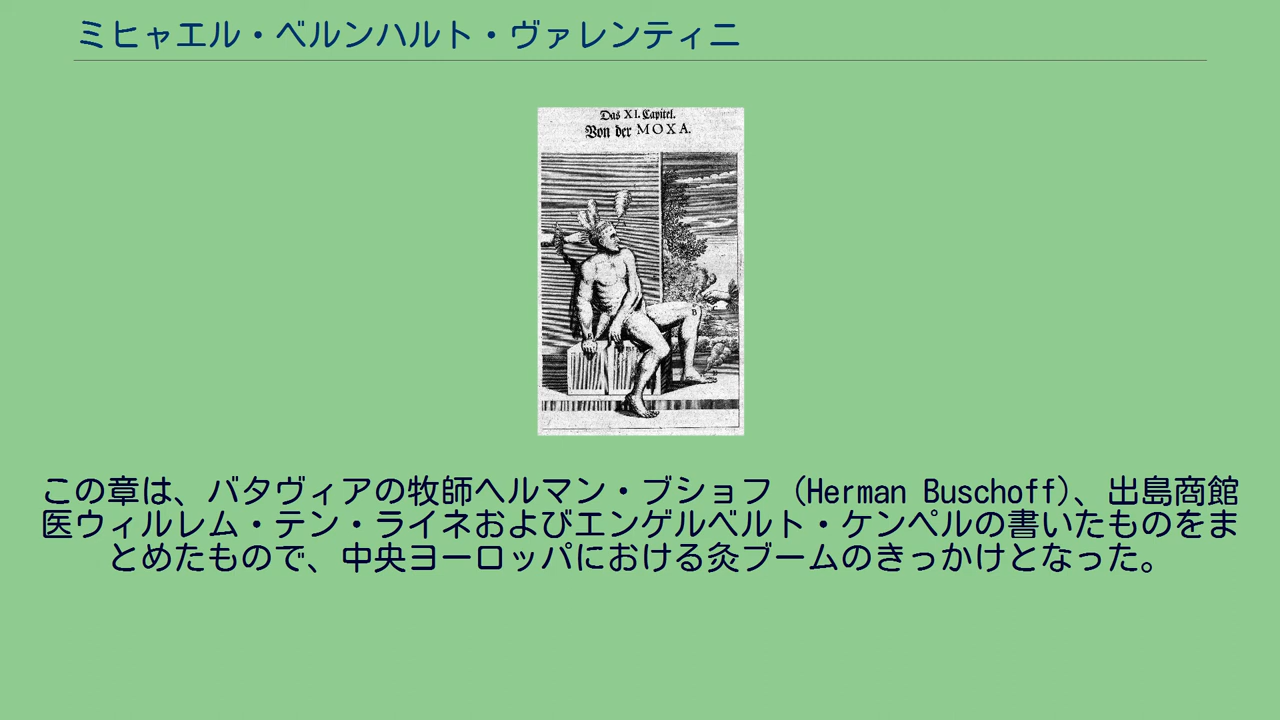 ミヒャエル・ベルンハルト・ヴァレンティニ
Das XI. Capitel.
Von der MOXA.
B
この章は、バタヴィアの牧師ヘルマン・ブショフ（Herman Buschoff）、出島商館
医ウィルレム・テン・ライネおよびエンゲルベルト・ケンペルの書いたものをま
とめたもので、中央ヨーロッパにおける灸ブームのきっかけとなった。